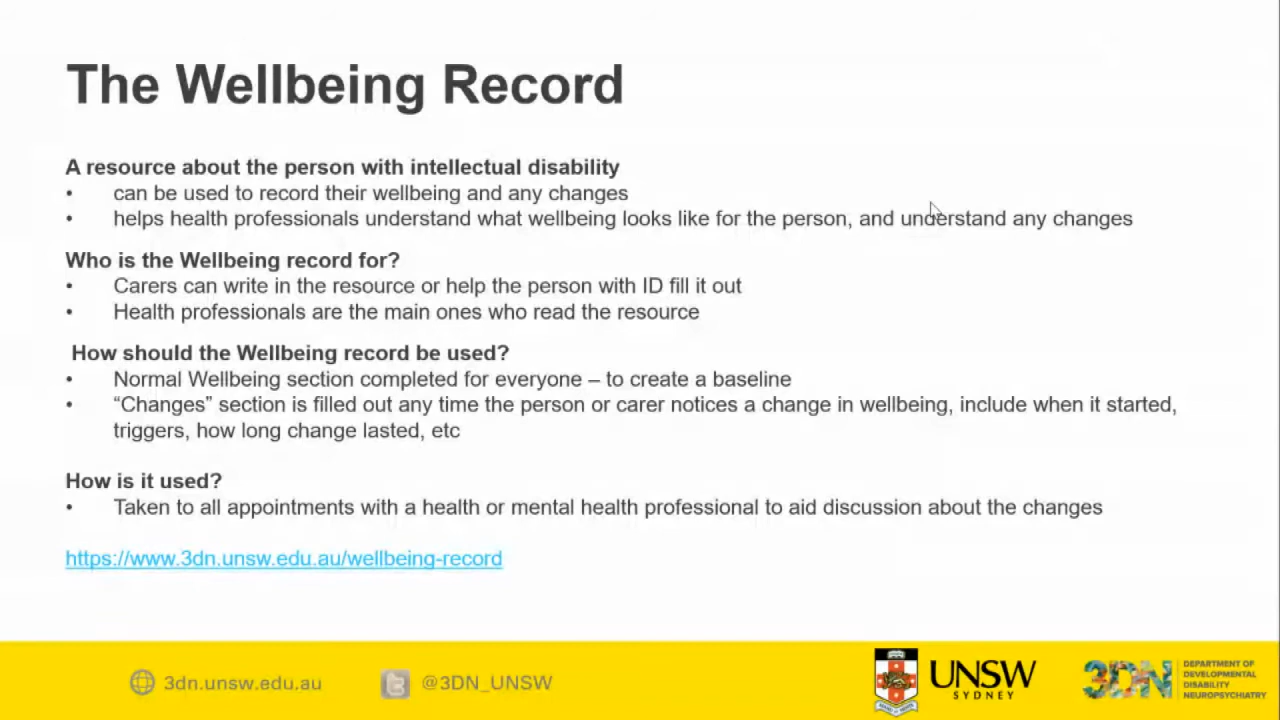 The Wellbeing Record
A resource about the person with intellectual disability
• can be used to record their wellbeing and any changes
• helps health professionals understand what wellbeing looks like for the person, and understand any changes
Who is the Wellbeing record for?
• Carers can write in the resource or help the person with ID fill it out
• Health professionals are the main ones who read the resource
How should the Wellbeing record be used?
• Normal Wellbeing section completed for everyone – to create a baseline
• “Changes” section is filled out any time the person or carer notices a change in wellbeing, include when it started,
triggers, how long change lasted, etc
How is it used?
• Taken to all appointments with a health or mental health professional to aid discussion about the changes
https://www.3dn.unsw.edu.au/wellbeing-record
3dn.unsw.edu.au
@3DN_UNSW
UNSW
SYDNEY
3DN
DEPARTMENT OF
DEVELOPMENTAL
DISABILITY
NEUROPSYCHIATRY